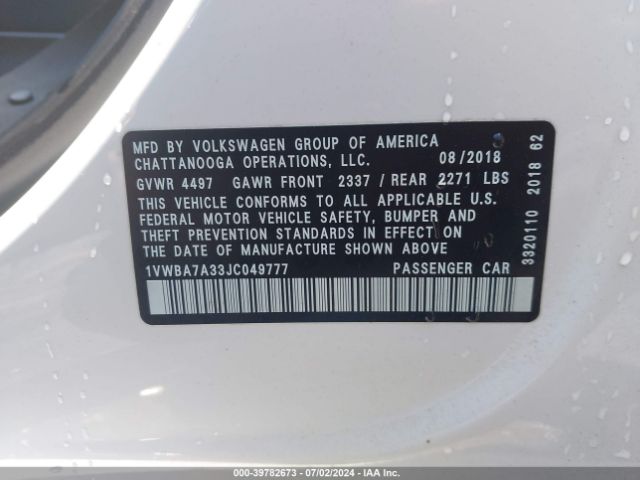 MFD BY VOLKSWAGEN GROUP OF AMERICA
CHATTANOOGA OPERATIONS, LLC. 08/2018
GVWR 4497 GAWR FRONT 2337 / REAR 2271 LBS
THIS VEHICLE CONFORMS TO ALL APPLICABLE U.S.
FEDERAL MOTOR VEHICLE SAFETY, BUMPER AND
THEFT PREVENTION STANDARDS IN EFFECT ON
THE DATE OF MANUFACTURE SHOWN ABOVE
1VWBA7A33JC049777 PASSENGER CAR
3320110 2018 62
000-39782673 - 07/02/2024 - IAAI.COM